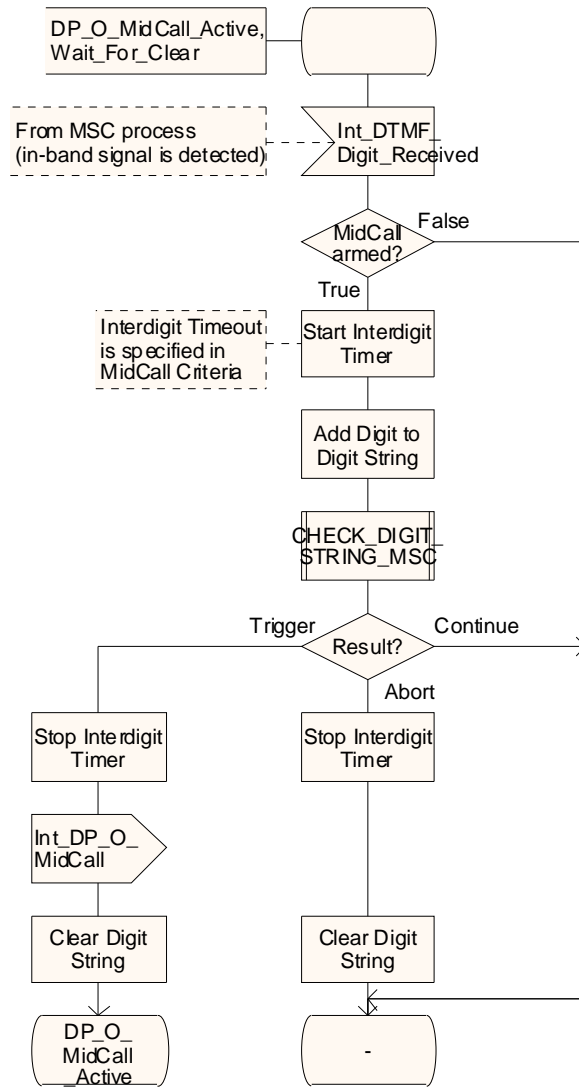 DP_O_MidCall_Active,
Wait_For_Clear
From MSC process
(in-band signal is detected)
Int_DTMF_
Digit_Received
MidCall
armed?
False
True
Interdigit Timeout
is specified in
MidCall Criteria
Start Interdigit
Timer
Add Digit to
Digit String
CHECK_DIGIT_
STRING_MSC
Trigger
Result?
Continue
Abort
Stop Interdigit
Timer
Stop Interdigit
Timer
Int_DP_O_
MidCall
Clear Digit
String
Clear Digit
String
DP_O_
MidCall
_Active
-